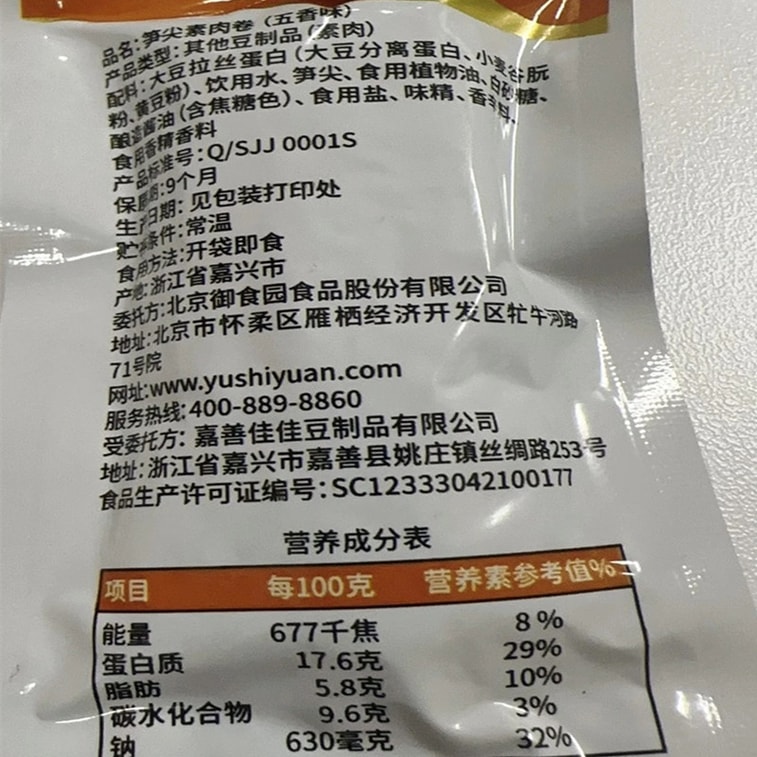 品名:笋尖素肉卷(五香味)
产品类型:其他豆制品(素肉)
配料:大豆拉丝蛋白(大豆分离蛋白、小麦谷朊
粉、黄豆粉)、饮用水、笋尖、食用植物油、白砂糖、
酿造酱油(含焦糖色)、食用盐、味精、香辛料、
食用香精香料
产品标准号:Q/SJJ 0001S
保质期:9个月
生产日期:见包装打印处
贮存条件:常温
食用方法:开袋即食
产地:浙江省嘉兴市
委托方:北京御食园食品股份有限公司
地址:北京市怀柔区雁栖经济开发区牤牛河路
71号院
网址:www.yushiyuan.com
服务热线:400-889-8860
受委托方:嘉善佳佳豆制品有限公司
地址:浙江省嘉兴市嘉善县姚庄镇丝绸路253号
食品生产许可证编号:SC12333042100177
营养成分表
项目 每100克 营养素参考值%
能量 677千焦 8%
蛋白质 17.6克 29%
脂肪 5.8克 10%
碳水化合物 9.6克 3%
钠 630毫克 32%